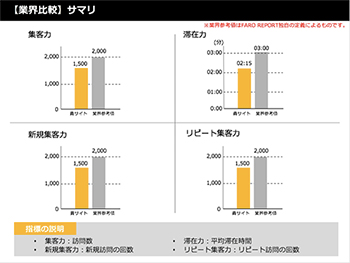 【業界比較】サマリ
※業界参考値はFARO REPORT独自の定義によるものです。
集客力
2,000
1,500
2,000
1,000
0
貴サイト 業界参考値
滞在力
(分)
03:00
02:15
03:00
02:00
01:00
0
貴サイト 業界参考値
新規集客力
2,000
1,500
2,000
1,000
0
貴サイト 業界参考値
リピート集客力
2,000
1,500
2,000
1,000
0
貴サイト 業界参考値
指標の説明
• 集客力：訪問数
• 新規集客力：新規訪問の回数
• 滞在力：平均滞在時間
• リピート集客力：リピート訪問の回数